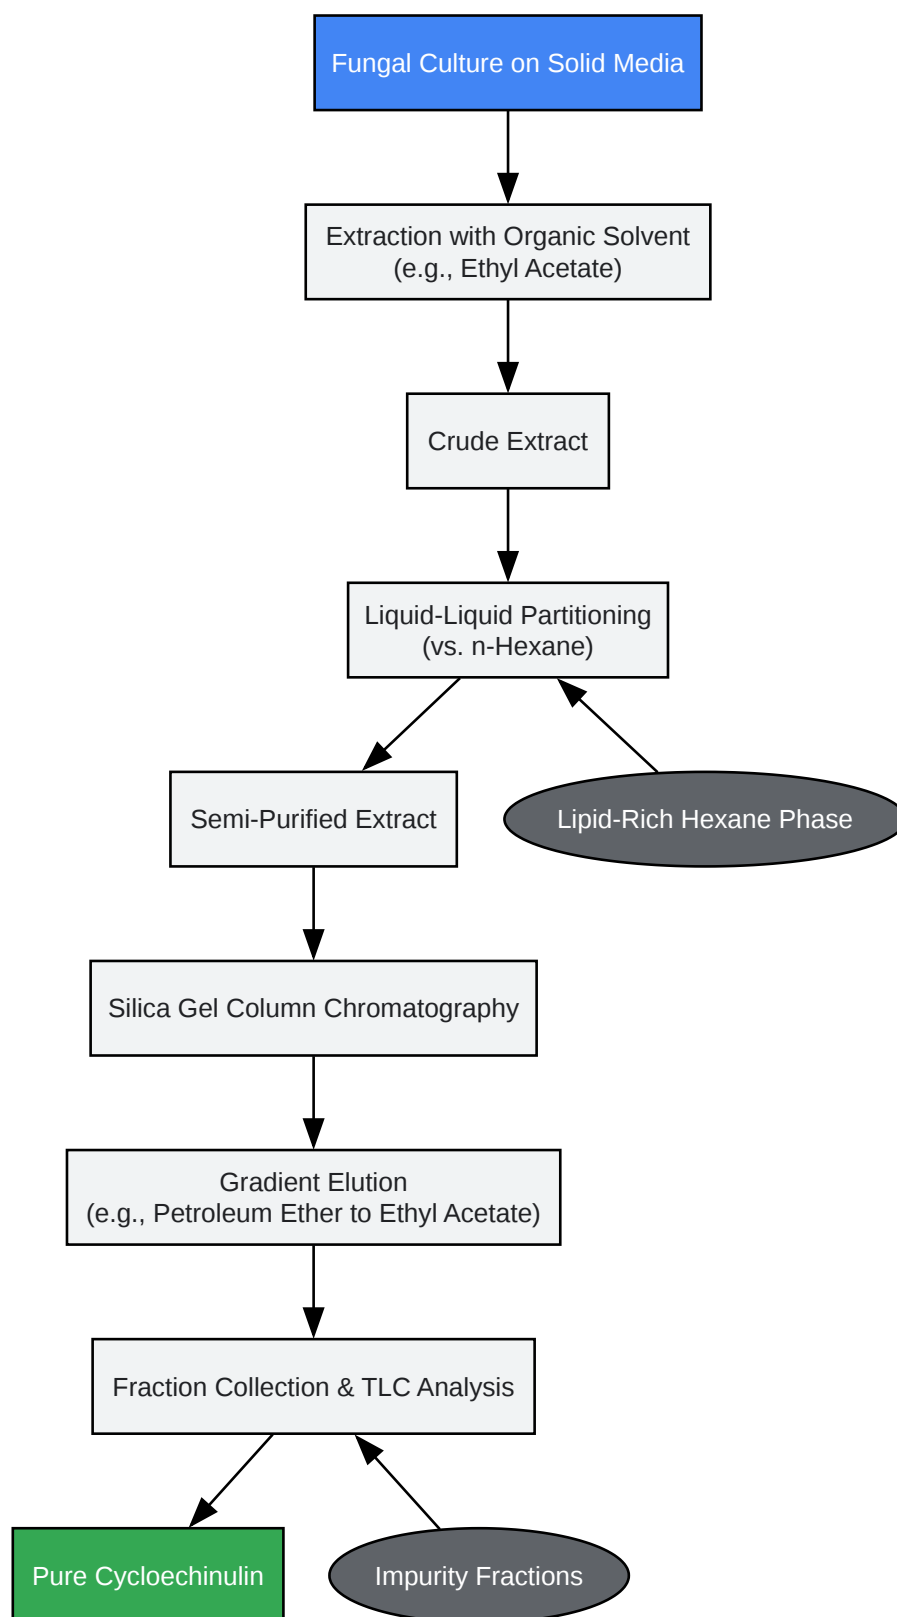 Fungal Culture on Solid Media
Extraction with Organic Solvent
(e.g., Ethyl Acetate)
Crude Extract
Liquid-Liquid Partitioning
(vs. n-Hexane)
Semi-Purified Extract
Lipid-Rich Hexane Phase
Silica Gel Column Chromatography
Gradient Elution
(e.g., Petroleum Ether to Ethyl Acetate)
Fraction Collection & TLC Analysis
Pure Cycloechinulin
Impurity Fractions